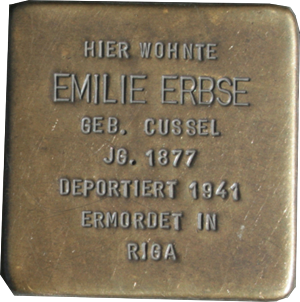 HIER WOHNTE
EMILIE ERBSE
GEB. CUSSEL
JG. 1877
DEPORTIERT 1941
ERMORDET IN
RIGA